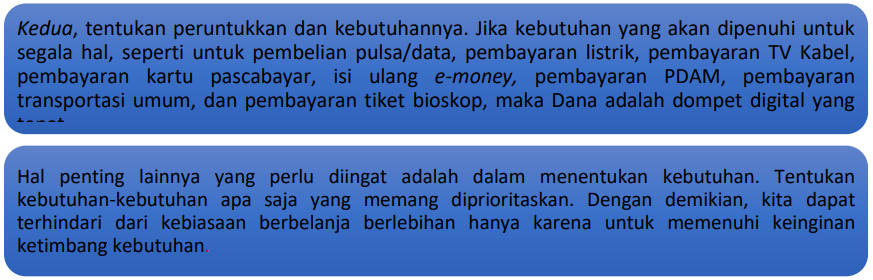 Kedua, tentukan peruntukkan dan kebutuhannya. Jika kebutuhan yang akan dipenuhi untuk
segala hal, seperti untuk pembelian pulsa/data, pembayaran listrik, pembayaran TV Kabel,
pembayaran kartu pascabayar, isi ulang e-money, pembayaran PDAM, pembayaran
transportasi umum, dan pembayaran tiket bioskop, maka Dana adalah dompet digital yang
Hal penting lainnya yang perlu diingat adalah dalam menentukan kebutuhan. Tentukan
kebutuhan-kebutuhan apa saja yang memang diprioritaskan. Dengan demikian, kita dapat
terhindari dari kebiasaan berbelanja berlebihan hanya karena untuk memenuhi keinginan
ketimbang kebutuhan.